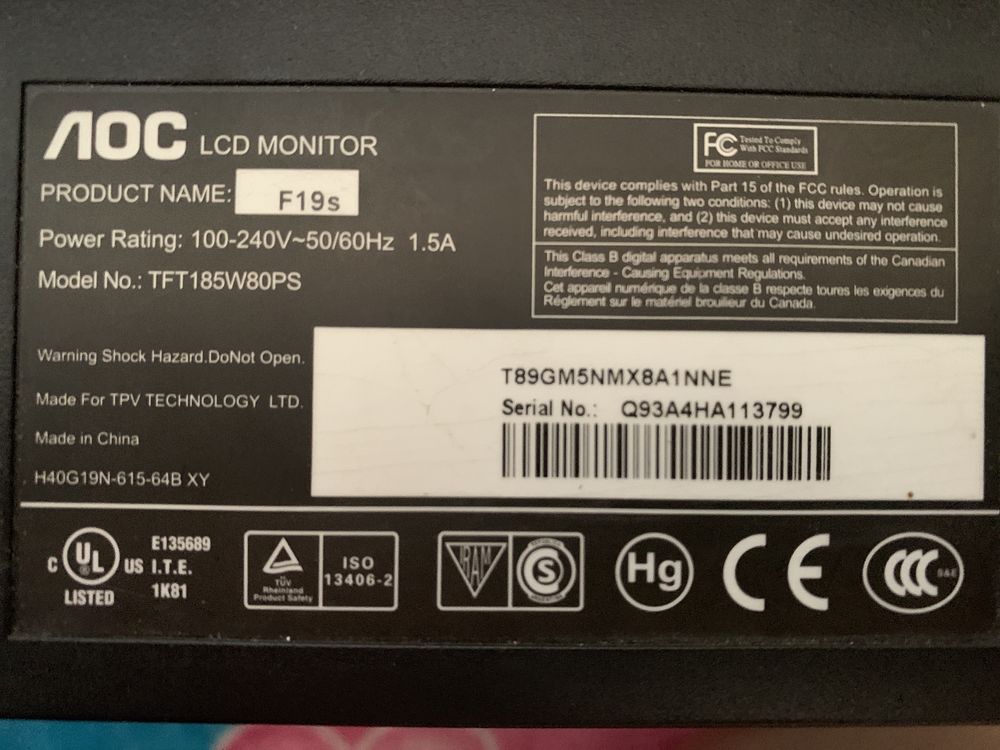 AOC LCD MONITOR
PRODUCT NAME: F19s
Power Rating: 100-240V~50/60Hz 1.5A
Model No.: TFT185W80PS
FC Tested To Comply
With FCC Standards
FOR HOME OR OFFICE USE
This device complies with Part 15 of the FCC rules. Operation is
subject to the following two conditions: (1) this device may not cause
harmful interference, and (2) this device must accept any interference
received, including interference that may cause undesired operation.
This Class B digital apparatus meets all requirements of the Canadian
Interference - Causing Equipment Regulations.
Cet appareil numérique de la classe B respecte toures les exigences du
Réglement sur le matériel brouilieur du Canada.
Warning Shock Hazard.DoNot Open.
Made For TPV TECHNOLOGY LTD.
Made in China
H40G19N-615-64B XY
T89GM5NMX8A1NNE
Serial No.: Q93A4HA113799
C UL US
LISTED
E135689
I.T.E.
1K81
TÜV
Rheinland
Product Safety
ISO
13406-2
IRAM
S
Hg
CE
CCC S&E